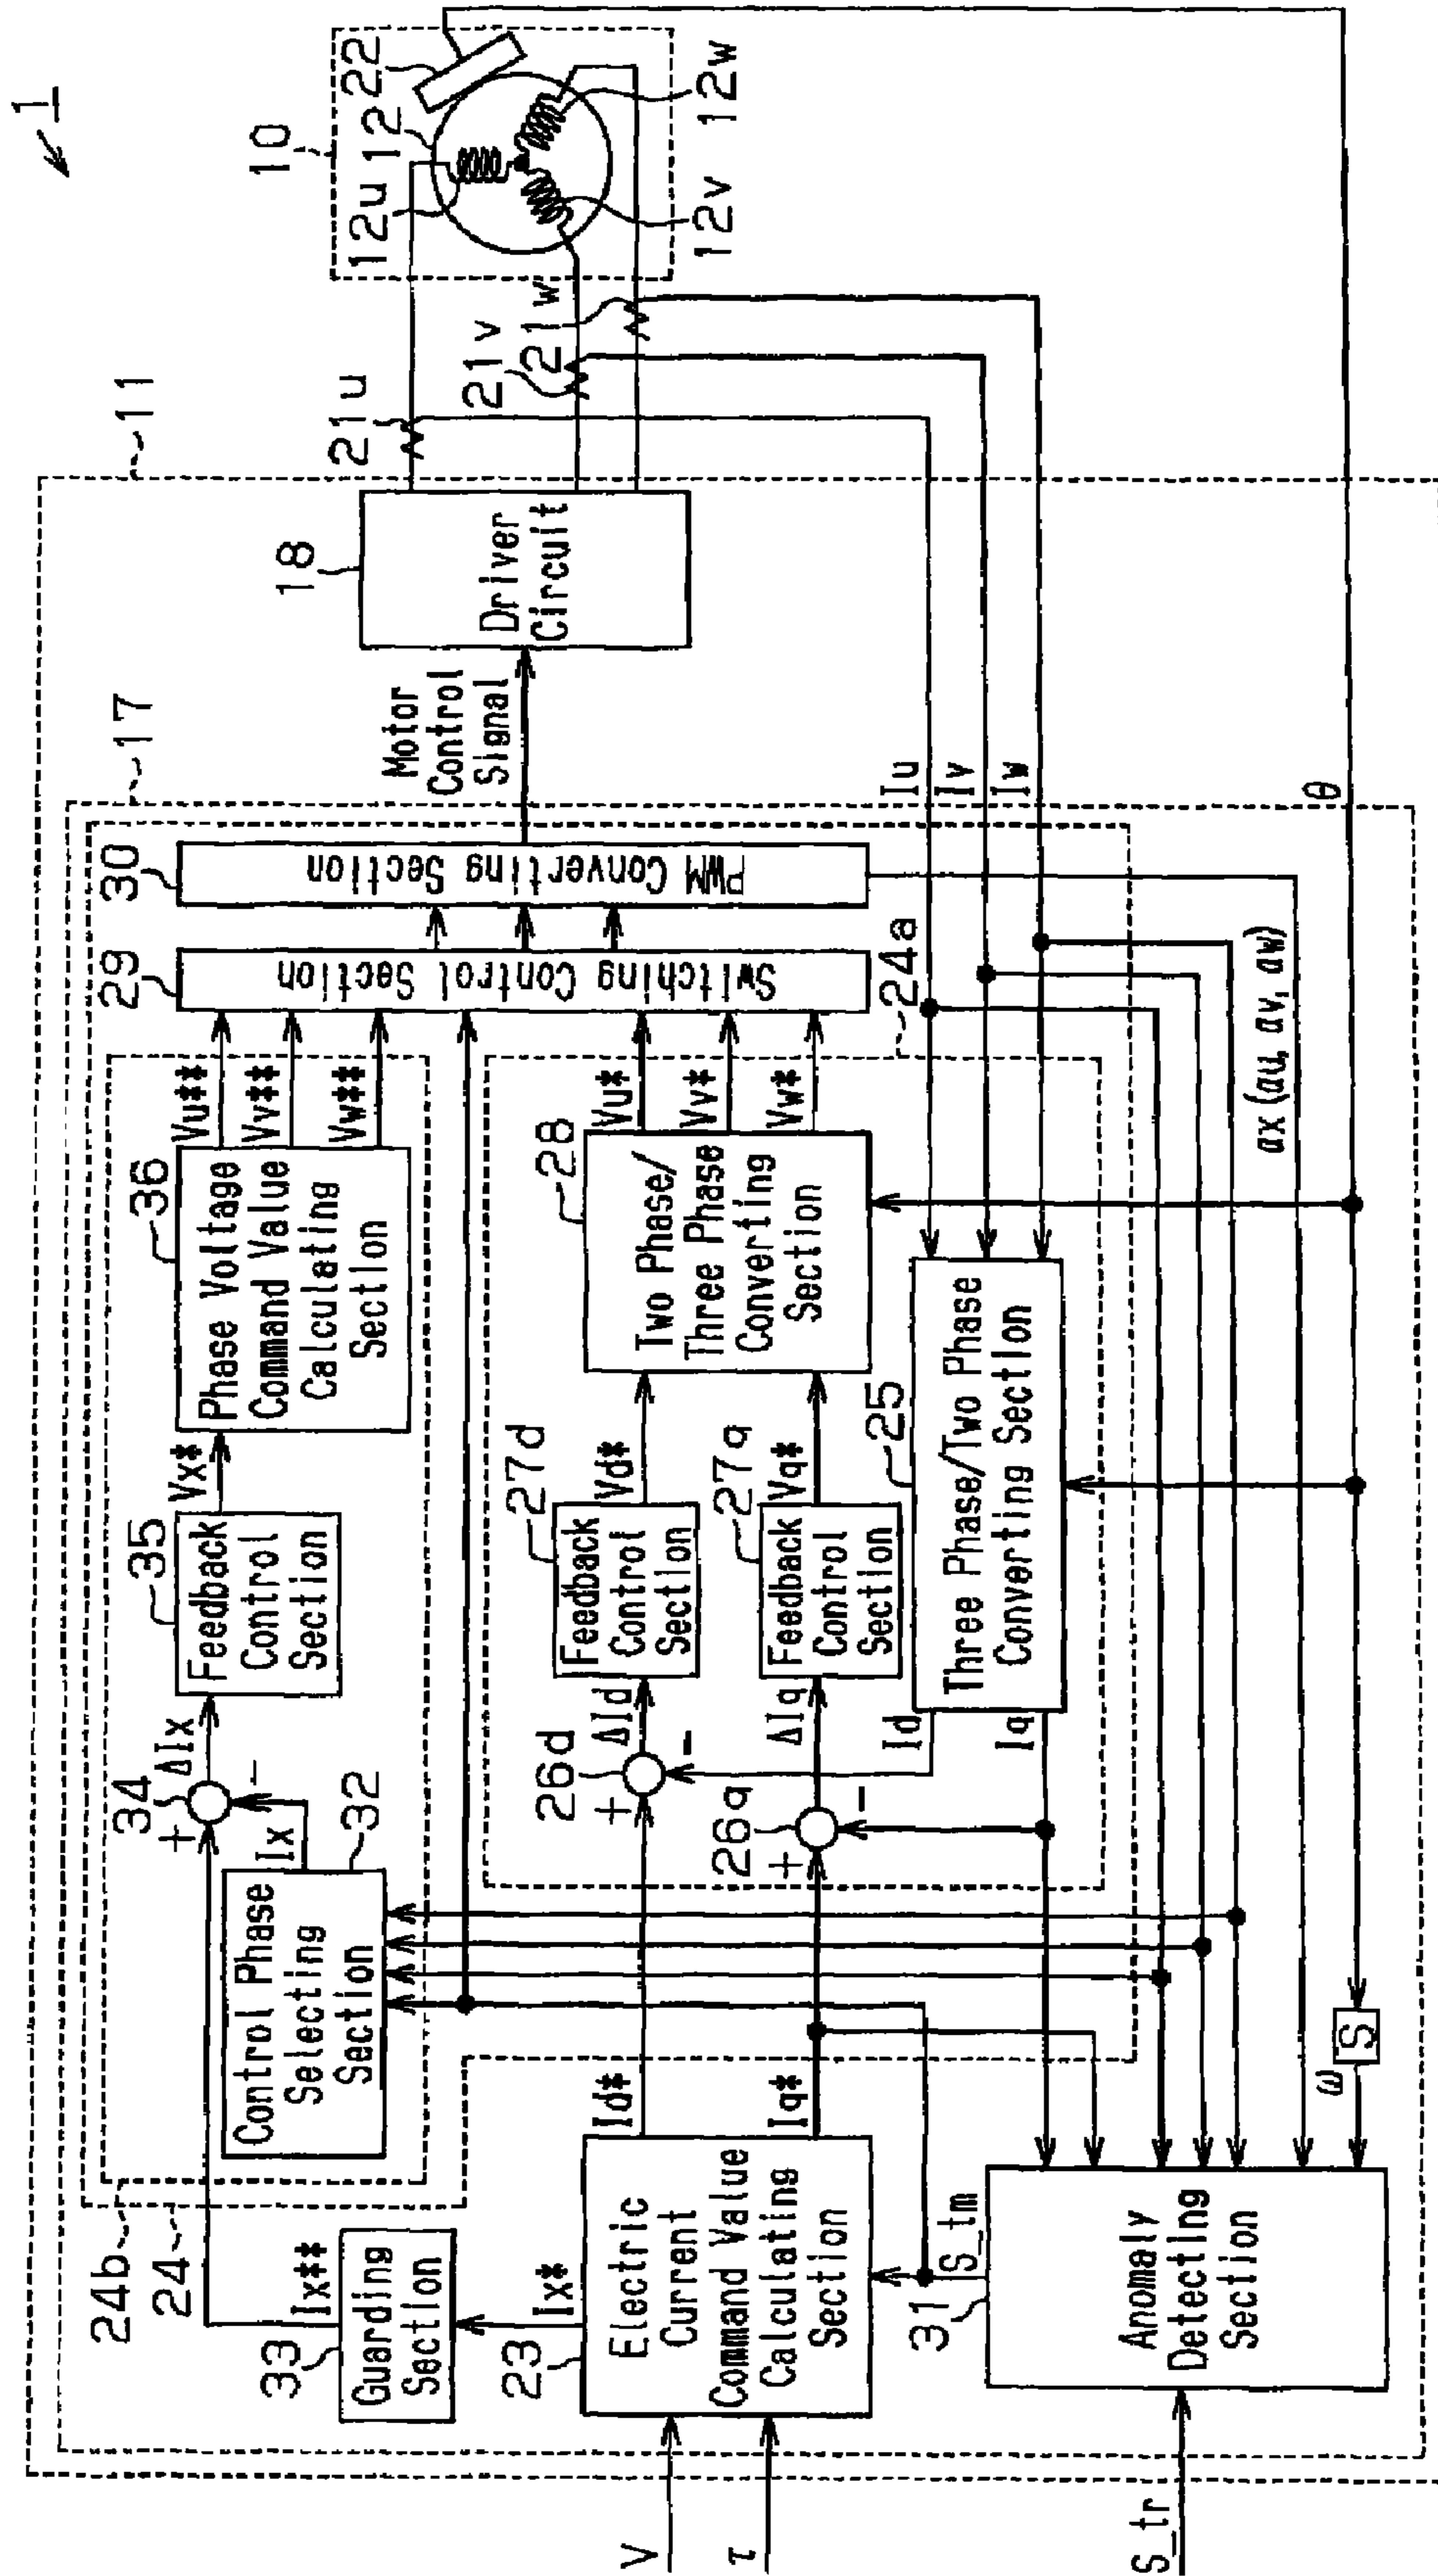 1
11
17
10
22
12
12u
12v
12w
21u
21v
21w
18
Driver
Circuit
Motor
Control
Signal
30
PWM Converting Section
29
Switching Control Section
24a
24b
24
36
Phase Voltage
Command Value
Calculating
Section
Vu**
Vv**
Vw**
35
Feedback
Control
Section
Vx*
34
ΔIx
+
-
Ix
32
Control Phase
Selecting
Section
33
Guarding
Section
Ix**
Ix*
23
Electric
Current
Command Value
Calculating
Section
Id*
Iq*
V
τ
26d
+
-
ΔId
27d
Feedback
Control
Section
Vd*
26q
+
-
ΔIq
27q
Feedback
Control
Section
Vq*
28
Two Phase/
Three Phase
Converting
Section
Vu*
Vv*
Vw*
25
Three Phase/Two Phase
Converting Section
Id
Iq
Iu
Iv
Iw
θ
αx(αu, αv, αw)
S
ω
31
S_tm
Anomaly
Detecting
Section
S_tr